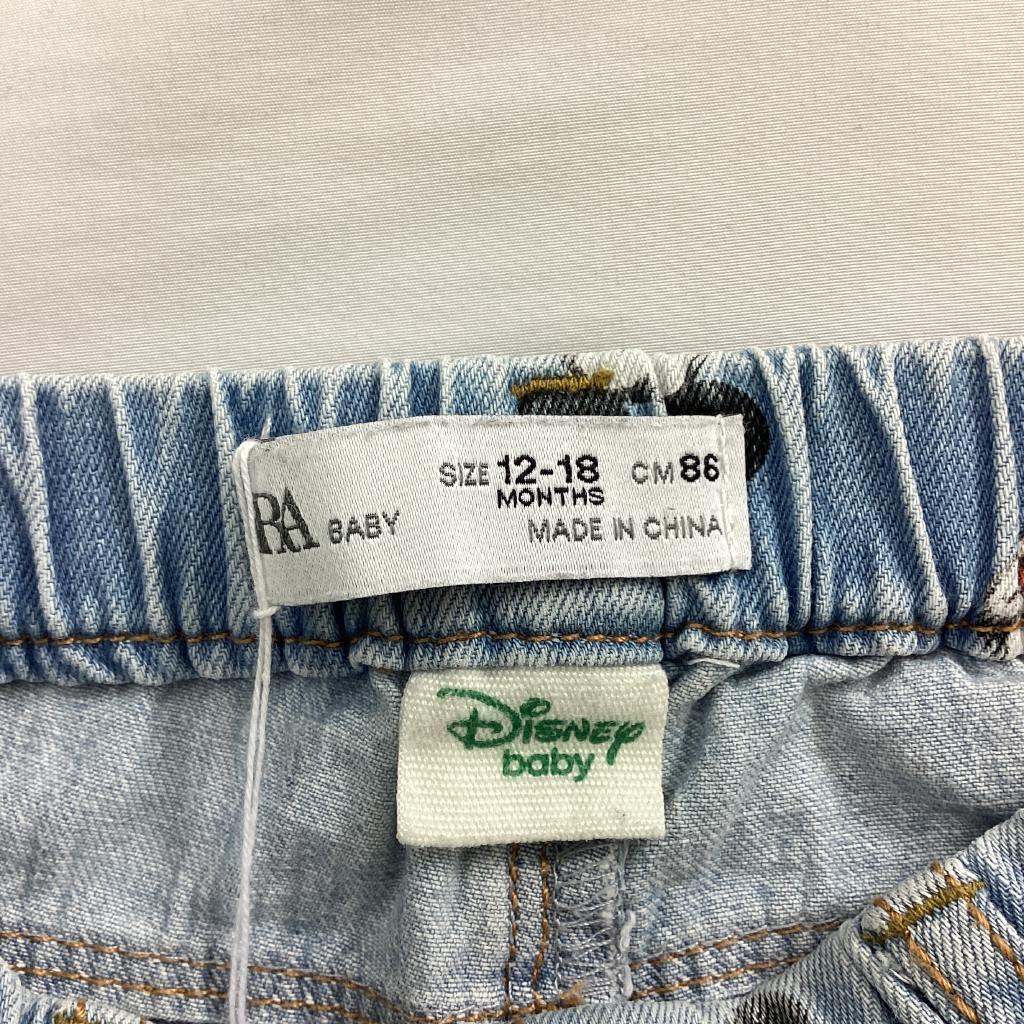 SIZE 12-18 CM 86
MONTHS
RA BABY MADE IN CHINA
Disney
baby